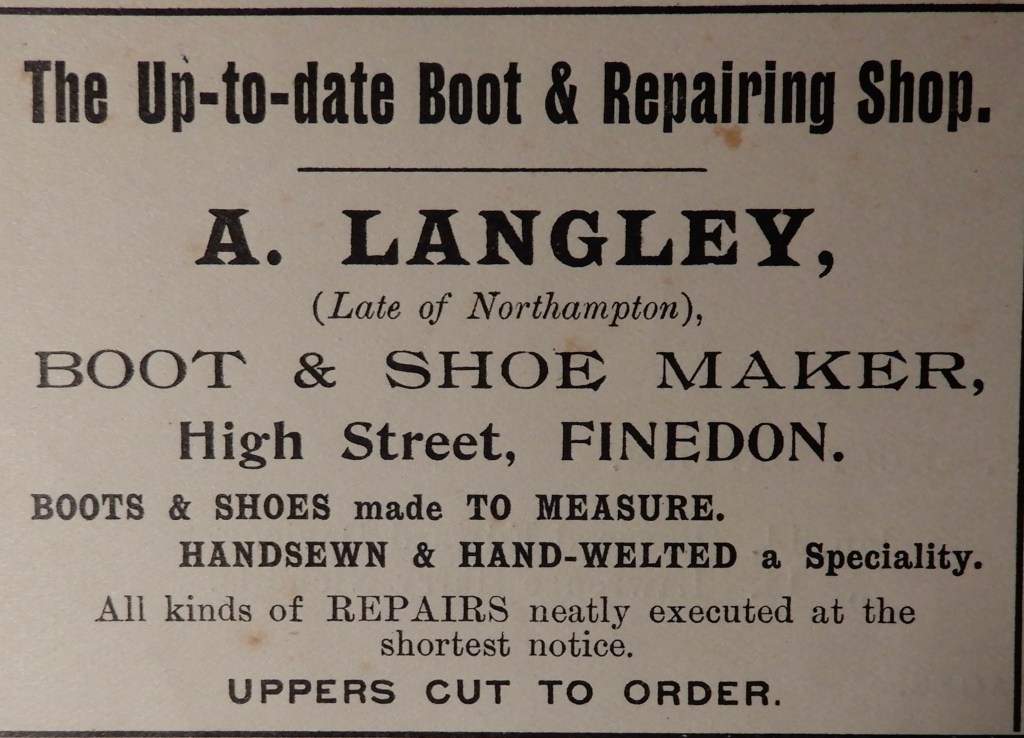 The Up-to-date Boot & Repairing Shop.
A. LANGLEY,
(Late of Northampton),
BOOT & SHOE MAKER,
High Street, FINEDON.
BOOTS & SHOES made TO MEASURE.
HANDSEWN & HAND-WELTED a Speciality.
All kinds of REPAIRS neatly executed at the
shortest notice.
UPPERS CUT TO ORDER.